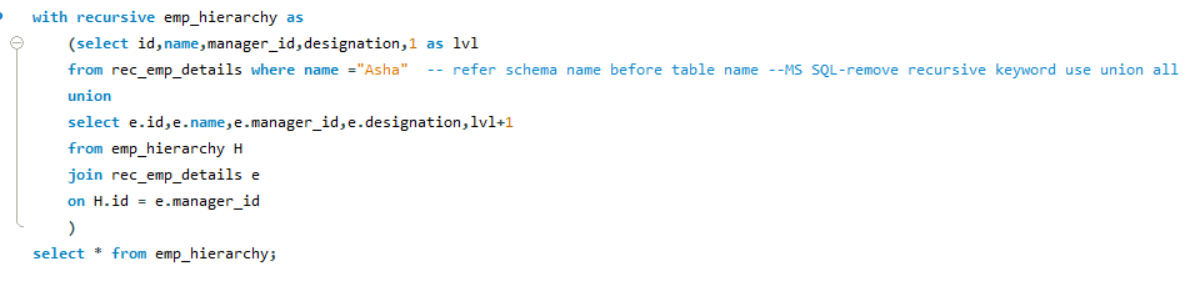 with recursive emp_hierarchy as
(select id,name,manager_id,designation,1 as lvl
from rec_emp_details where name ="Asha"  -- refer schema name before table name --MS SQL-remove recursive keyword use union all
union
select e.id,e.name,e.manager_id,e.designation,lvl+1
from emp_hierarchy H
join rec_emp_details e
on H.id = e.manager_id
)
select * from emp_hierarchy;